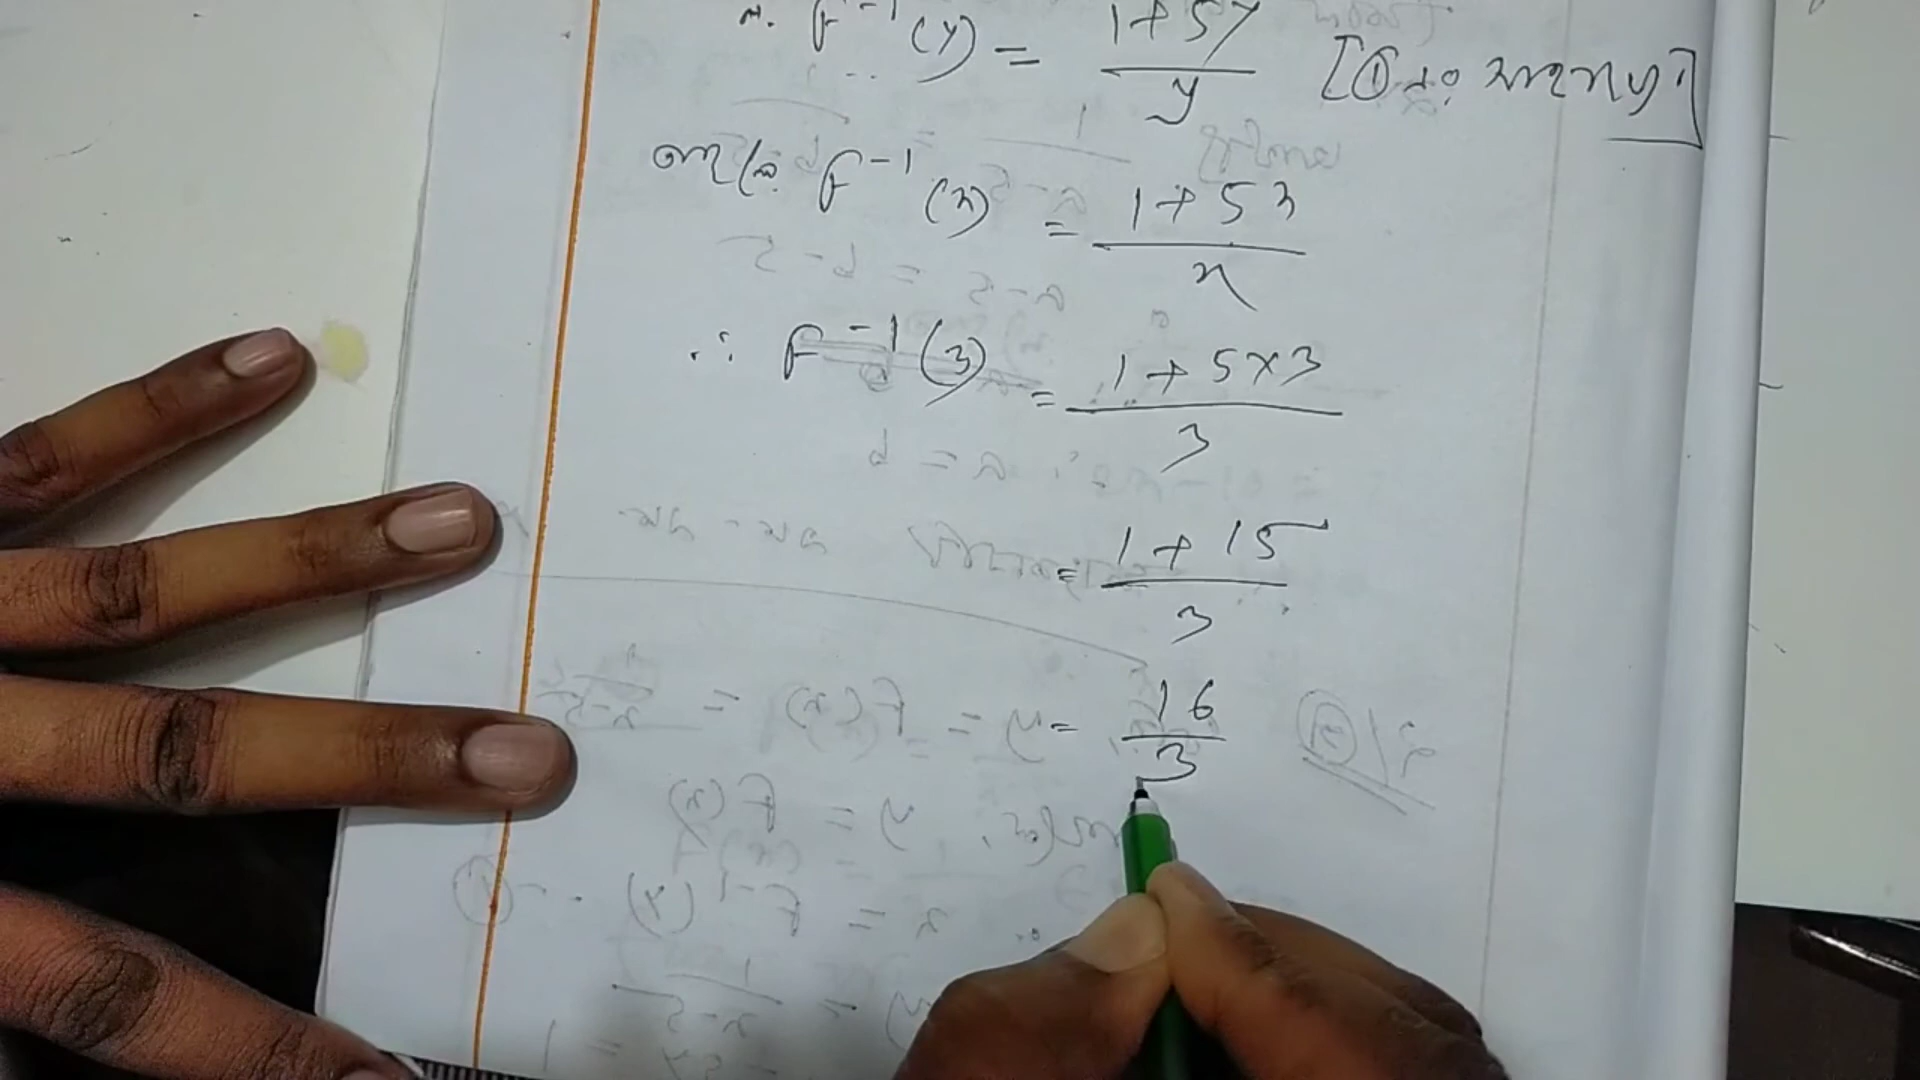 ∴ F⁻¹(y) = (1+5y)/y [① নং সাহায্যে]
তাহলে F⁻¹(x) = (1+5x)/x
∴ F⁻¹(3) = (1+5×3)/3
= (1+15)/3
= 16/3